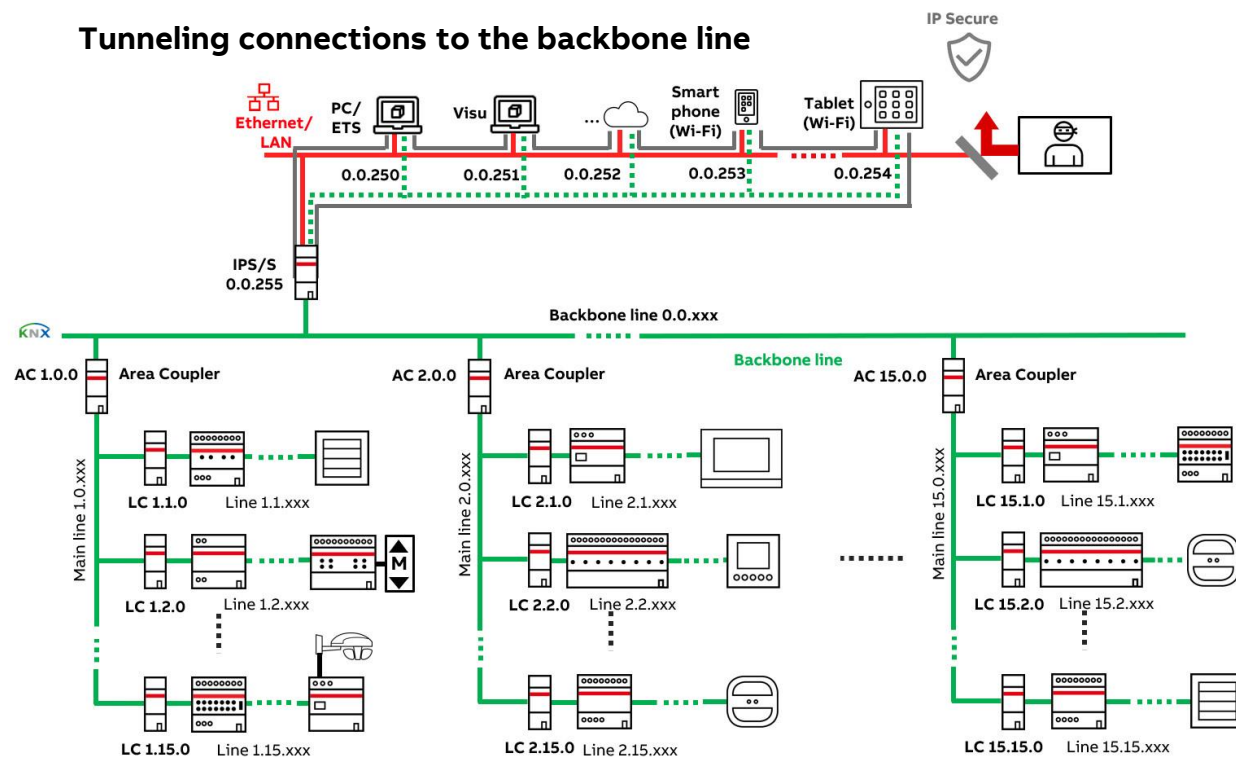 IP Secure
Tunneling connections to the backbone line
Ethernet/
LAN
PC/
ETS
Visu
...
Smart
phone
(Wi-Fi)
Tablet
(Wi-Fi)
0.0.250
0.0.251
0.0.252
0.0.253
0.0.254
IPS/S
0.0.255
KNX
Backbone line 0.0.xxx
Backbone line
AC 1.0.0
Area Coupler
AC 2.0.0
Area Coupler
AC 15.0.0
Area Coupler
Main line 1.0.xxx
LC 1.1.0
Line 1.1.xxx
M
LC 1.2.0
Line 1.2.xxx
LC 1.15.0
Line 1.15.xxx
Main line 2.0.xxx
LC 2.1.0
Line 2.1.xxx
LC 2.2.0
Line 2.2.xxx
LC 2.15.0
Line 2.15.xxx
Main line 15.0.xxx
LC 15.1.0
Line 15.1.xxx
LC 15.2.0
Line 15.2.xxx
LC 15.15.0
Line 15.15.xxx